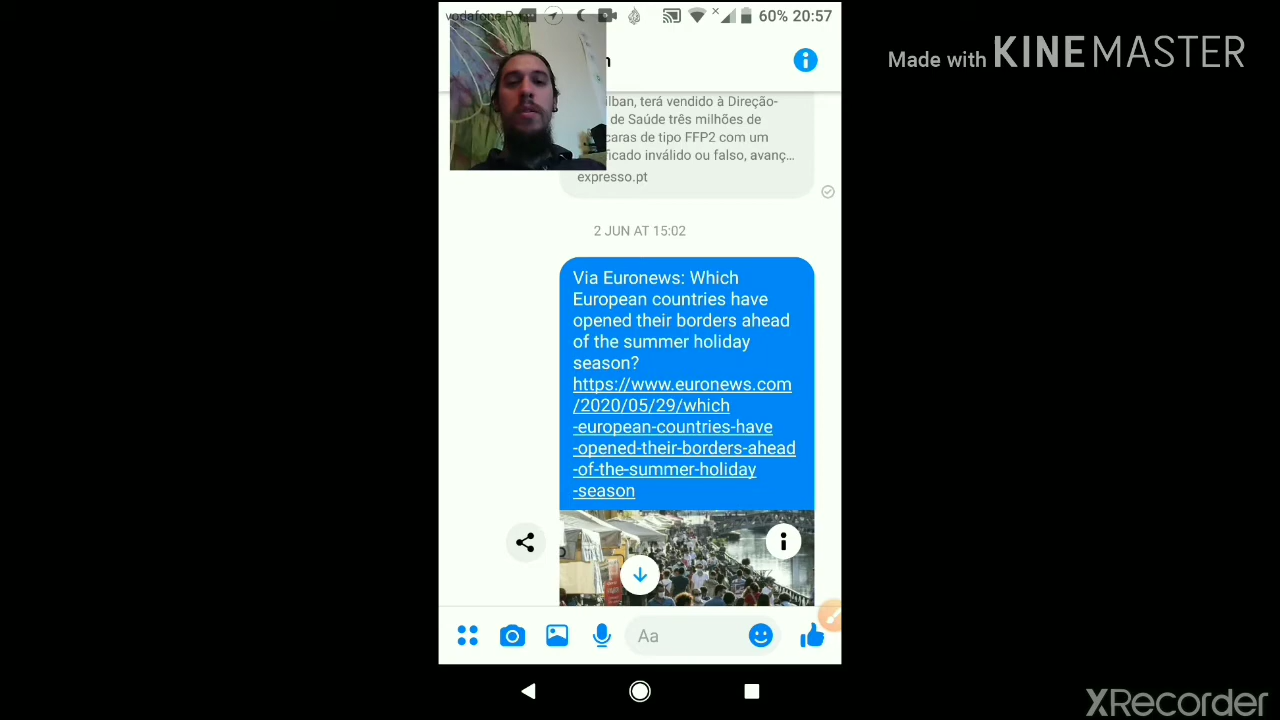 vodafone P
60% 20:57
Made with KINEMASTER
ilban, terá vendido à Direção-
de Saúde três milhões de
caras de tipo FFP2 com um
ficado inválido ou falso, avanç...
expresso.pt
2 JUN AT 15:02
Via Euronews: Which
European countries have
opened their borders ahead
of the summer holiday
season?
https://www.euronews.com
/2020/05/29/which
-european-countries-have
-opened-their-borders-ahead
-of-the-summer-holiday
-season
Aa
XRecorder